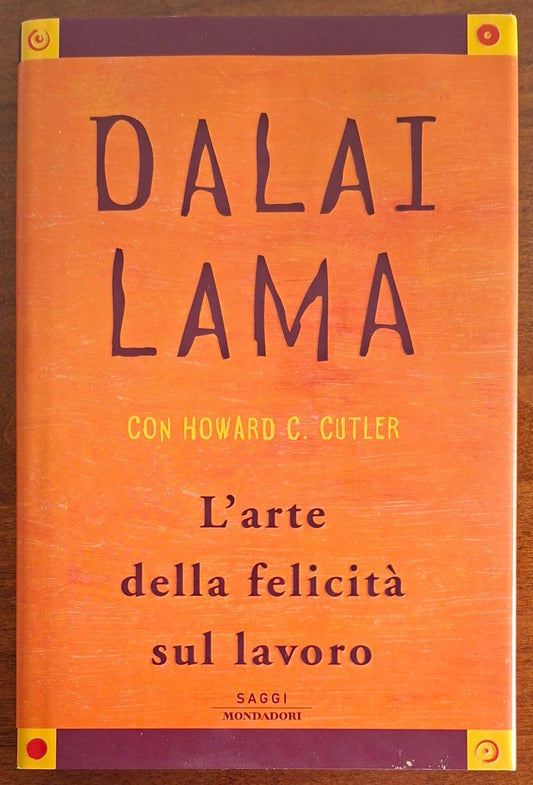 DALAI
LAMA
CON HOWARD C. CUTLER
L'arte
della felicità
sul lavoro
SAGGI
MONDADORI